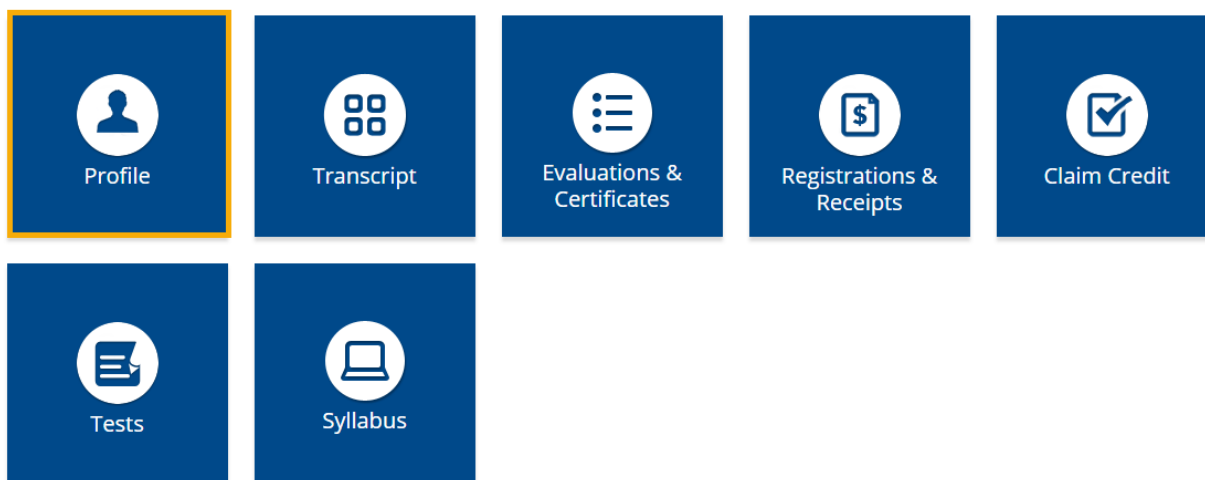 Profile
Transcript
Evaluations &
Certificates
$
Registrations &
Receipts
Claim Credit
Tests
Syllabus